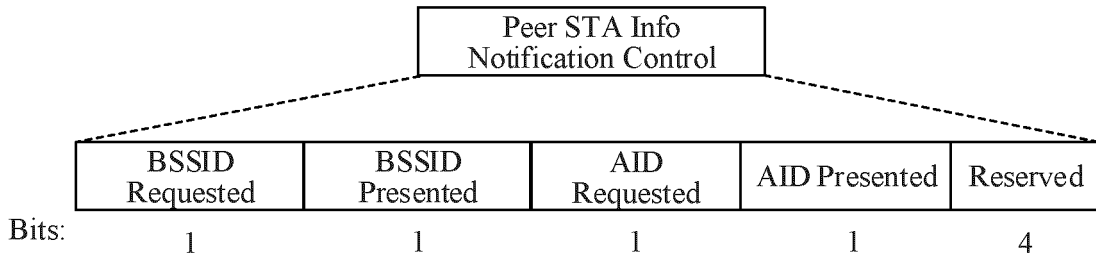 Peer STA Info
Notification Control
BSSID
Requested
BSSID
Presented
AID
Requested
AID Presented
Reserved
Bits:
1
1
1
1
4